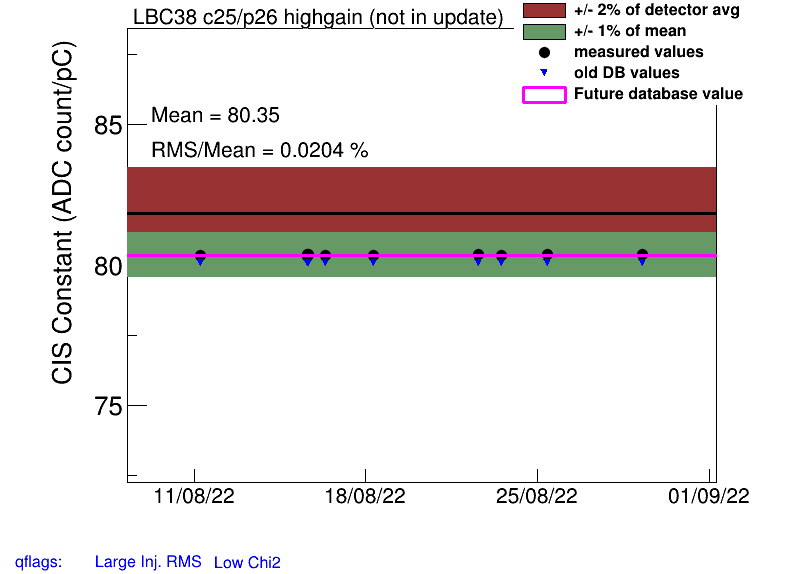 LBC38 c25/p26 highgain (not in update)
+/- 2% of detector avg
+/- 1% of mean
measured values
old DB values
Future database value
Mean = 80.35
RMS/Mean = 0.0204 %
CIS Constant (ADC count/pC)
85
80
75
11/08/22 18/08/22 25/08/22 01/09/22
qflags: Large Inj. RMS Low Chi2